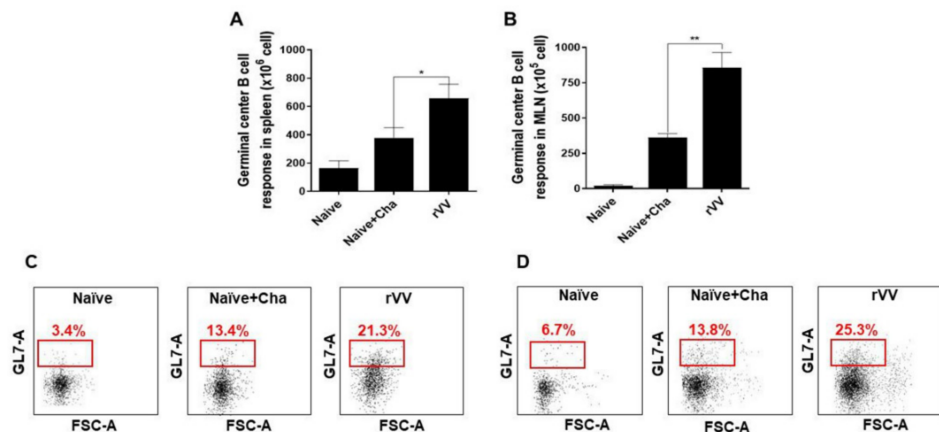 A
Germinal center B cell
response in spleen (x10⁶ cell)
1000
800
600
400
200
0
*
Naive
Naive+Cha
rVV
B
Germinal center B cell
response in MLN (x10⁵ cell)
1000
750
500
250
0
**
Naive
Naive+Cha
rVV
C
GL7-A
Naïve
3.4%
FSC-A
GL7-A
Naïve+Cha
13.4%
FSC-A
GL7-A
rVV
21.3%
FSC-A
D
GL7-A
Naïve
6.7%
FSC-A
GL7-A
Naïve+Cha
13.8%
FSC-A
GL7-A
rVV
25.3%
FSC-A